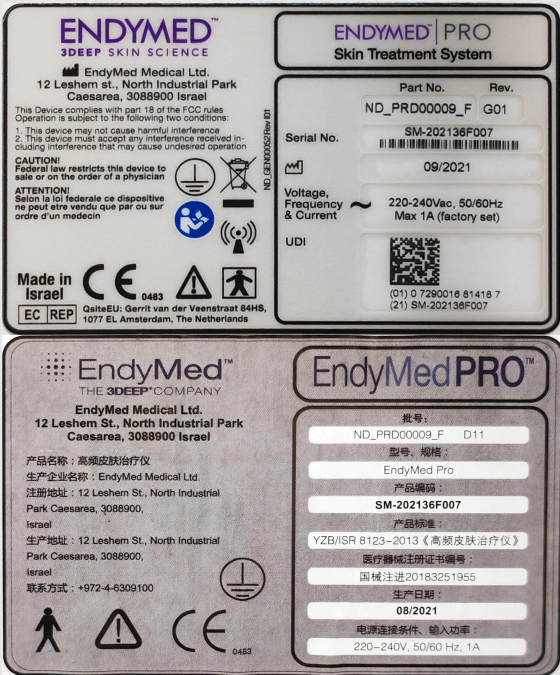 ENDYMED™
3DEEP SKIN SCIENCE
EndyMed Medical Ltd.
12 Leshem st., North Industrial Park
Caesarea, 3088900 Israel
This Device complies with part 18 of the FCC rules
Operation is subject to the following two conditions:
1. This device may not cause harmful interference
2. This device must accept any interference received in-
cluding interference that may cause undesired operation
CAUTION!
Federal law restricts this device to
sale or on the order of a physician
ATTENTION!
Selon la loi federale ce dispositive
ne peut etre vendu que par ou sur
ordre d'un medecin
Made in
Israel
CE 0483
EC REP
QsiteEU: Gerrit van der Veenstraat 84HS,
1077 EL Amsterdam, The Netherlands
ND_GEN00052 Rev I01
ENDYMED™ PRO
Skin Treatment System
Part No. Rev.
ND_PRD00009_F G01
Serial No.
SM-202136F007
09/2021
Voltage,
Frequency
& Current
~
220-240Vac, 50/60Hz
Max 1A (factory set)
UDI
(01) 0 7290016 81418 7
(21) SM-202136F007
EndyMed™
THE 3DEEP® COMPANY
EndyMed Medical Ltd.
12 Leshem St., North Industrial Park
Caesarea, 3088900 Israel
产品名称：高频皮肤治疗仪
生产企业名称：EndyMed Medical Ltd.
注册地址：12 Leshem St., North Industrial
Park Caesarea, 3088900,
Israel
生产地址：12 Leshem St., North Industrial
Park Caesarea, 3088900,
Israel
联系方式：+972-4-6309100
CE 0483
EndyMed PRO™
批号:
ND_PRD00009_F D11
型号、规格:
EndyMed Pro
产品编码:
SM-202136F007
产品标准:
YZB/ISR 8123-2013《高频皮肤治疗仪》
医疗器械注册证书编号:
国械注进20183251955
生产日期:
08/2021
电源连接条件、输入功率:
220-240V, 50/60 Hz, 1A